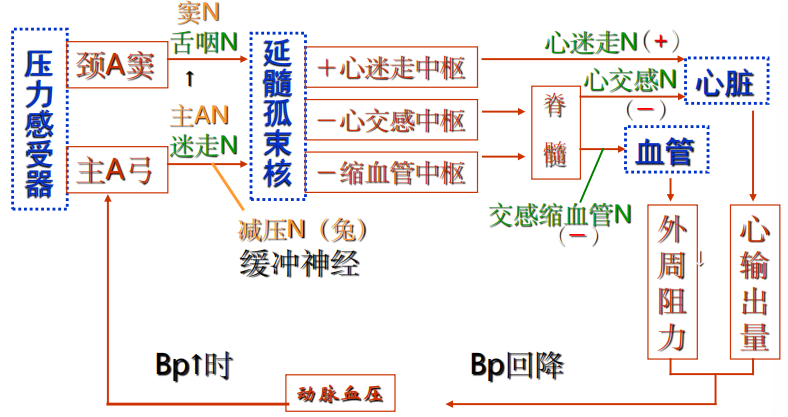 窦N
舌咽N
↑
压力感受器
颈A窦
主AN
迷走N
主A弓
减压N（兔）
缓冲神经
延髓孤束核
＋心迷走中枢
－心交感中枢
－缩血管中枢
脊髓
心迷走N（+）
心交感N
（－）
心脏
血管
交感缩血管N
（－）
外周阻力
↓
心输出量
Bp↑时
Bp回降
动脉血压